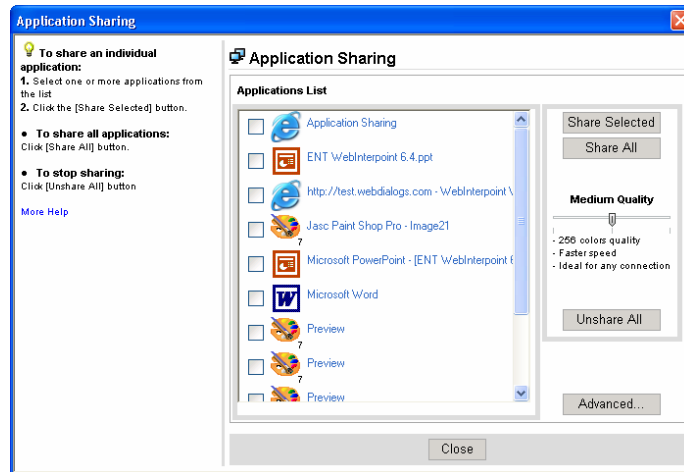 Application Sharing
To share an individual
application:
1. Select one or more applications from
the list
2. Click the [Share Selected] button.
• To share all applications:
Click [Share All] button.
• To stop sharing:
Click [Unshare All] button
More Help
Application Sharing
Applications List
Application Sharing
ENT WebInterpoint 6.4.ppt
http://test.webdialogs.com - WebInterpoint
Jasc Paint Shop Pro - Image21
7
Microsoft PowerPoint - [ENT WebInterpoint
Microsoft Word
W
Preview
7
Preview
7
Preview
Share Selected
Share All
Medium Quality
- 256 colors quality
- Faster speed
- Ideal for any connection
Unshare All
Advanced...
Close